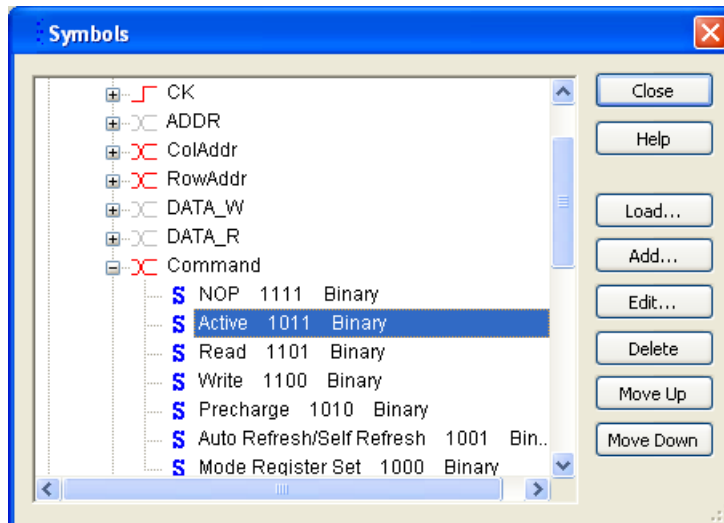 Symbols
CK
ADDR
ColAddr
RowAddr
DATA_W
DATA_R
Command
S NOP 1111 Binary
S Active 1011 Binary
S Read 1101 Binary
S Write 1100 Binary
S Precharge 1010 Binary
S Auto Refresh/Self Refresh 1001 Bin..
S Mode Register Set 1000 Binary
Close
Help
Load...
Add...
Edit...
Delete
Move Up
Move Down